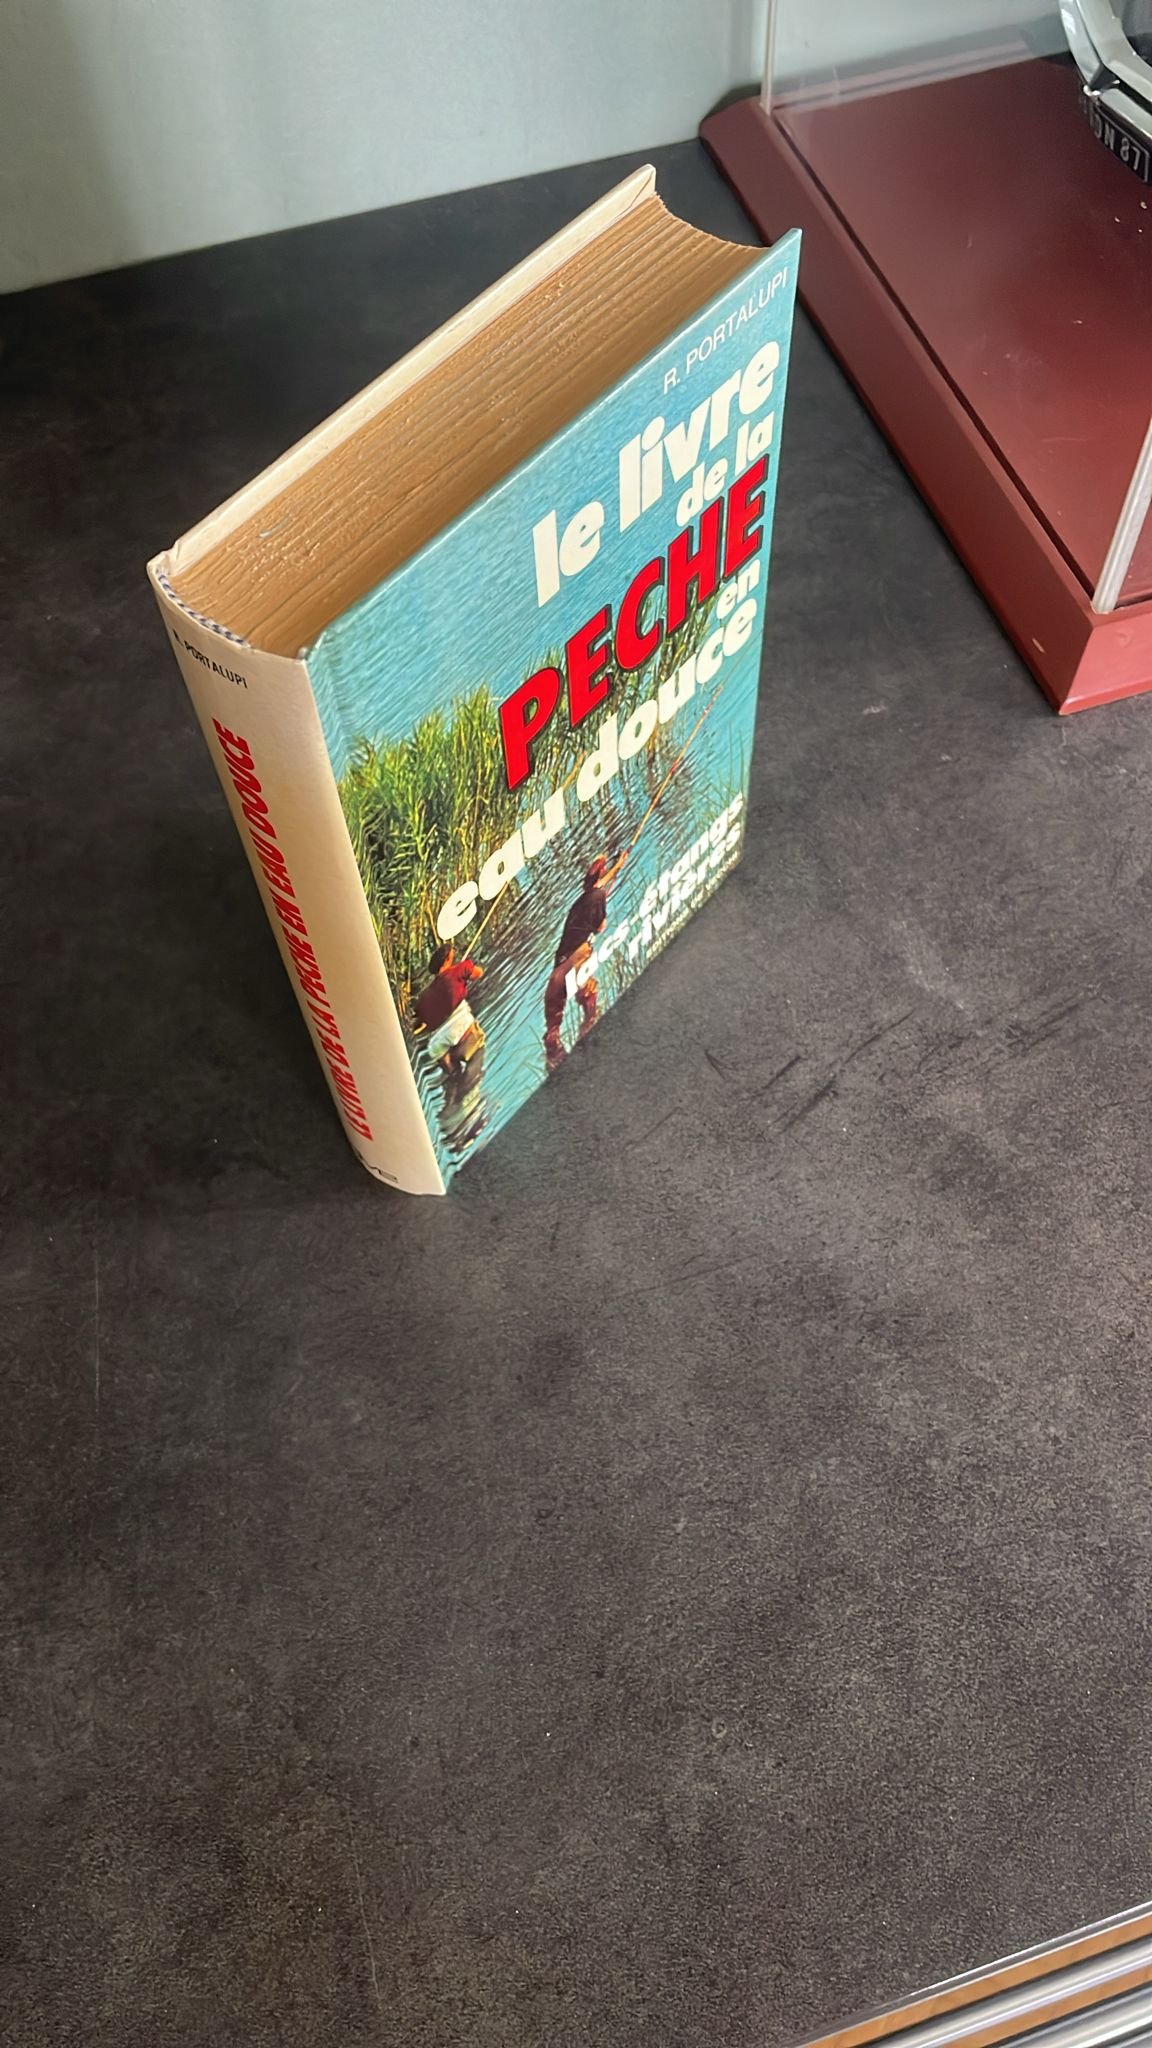 R. PORTALUPI
le livre
de la
PECHE
en
eau douce
lacs-étangs
rivières
R. PORTALUPI
LE LIVRE DE LA PECHE EN EAU DOUCE